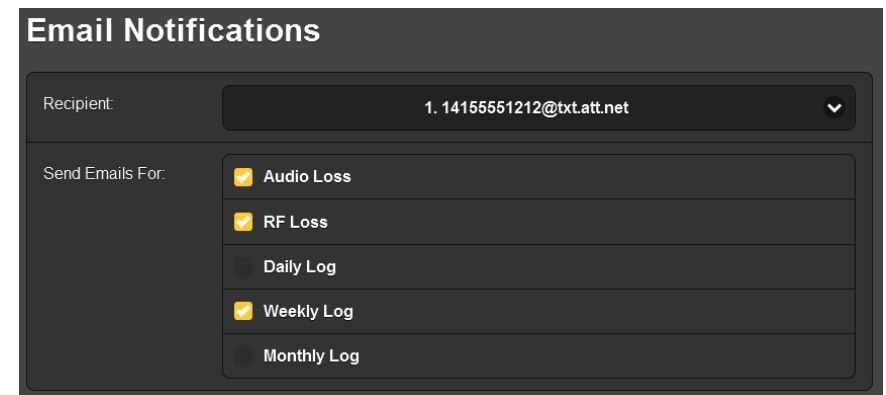 Email Notifications
Recipient:
1. 14155551212@txt.att.net
Send Emails For:
Audio Loss
RF Loss
Daily Log
Weekly Log
Monthly Log